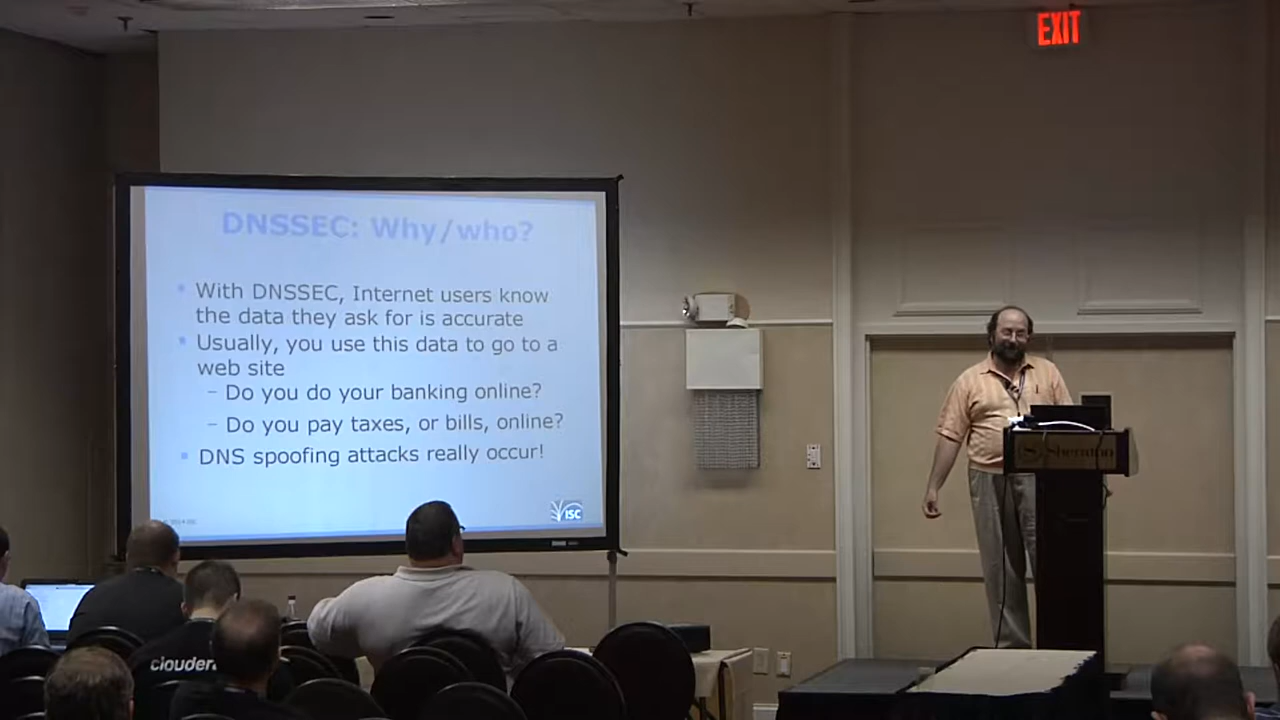 EXIT
DNSSEC: Why/who?
With DNSSEC, Internet users know
the data they ask for is accurate
Usually, you use this data to go to a
web site
– Do you do your banking online?
– Do you pay taxes, or bills, online?
DNS spoofing attacks really occur!
ISC
Sheraton